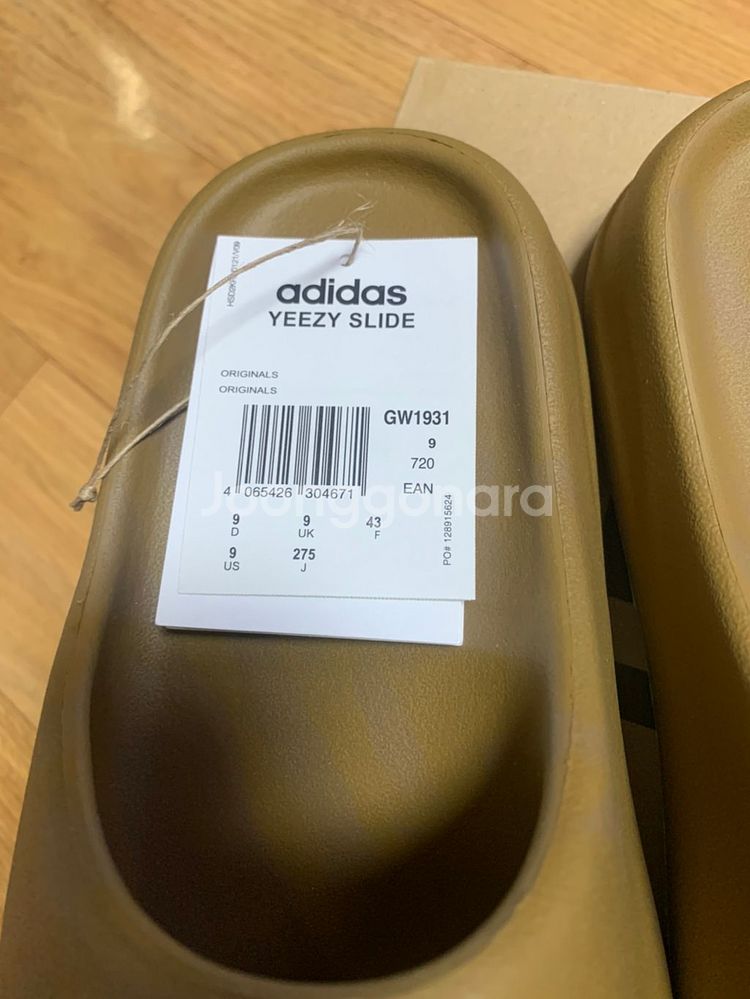 adidas
YEEZY SLIDE
ORIGINALS
ORIGINALS
GW1931
9
720
EAN
4 065426 304671
9 9 43
D UK F
9 275
US J
PO# 128915624
Joonggonara